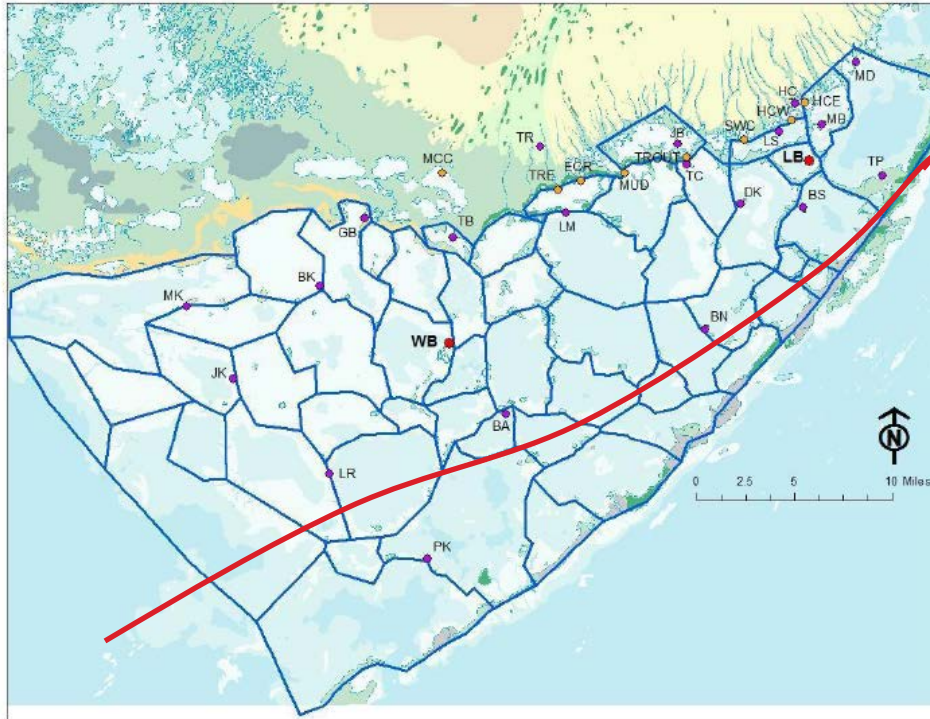 MD
HC
HCE
HCW
MB
SWC
LS
JB
TR
TROUT
LB
MCC
ECR
TRE
MUD
TC
TP
DK
BS
GB
TB
LM
BK
MK
BN
WB
JK
BA
N
0 2.5 5 10 Miles
LR
PK